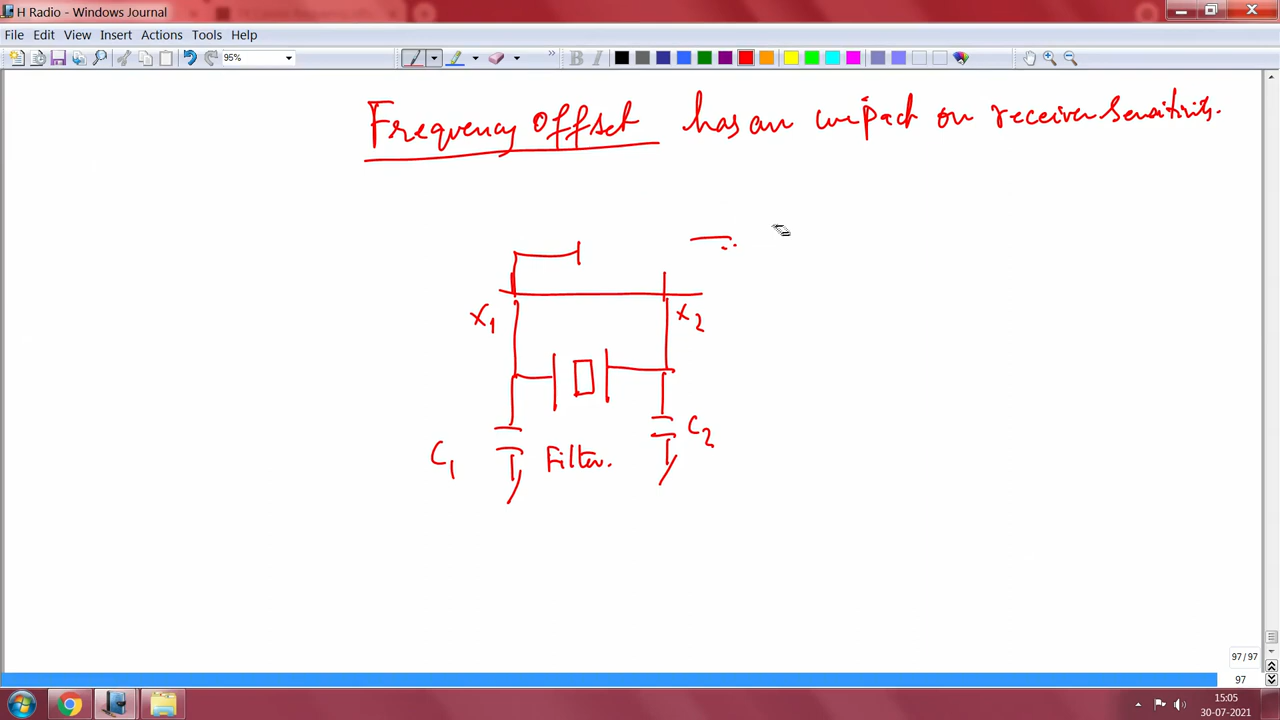 H Radio - Windows Journal
File Edit View Insert Actions Tools Help
95%
B I
Frequency Offset has an impact on receiver sensitivity.
X1 X2
C1 Filter. C2
97/97
97
15:05
30-07-2021